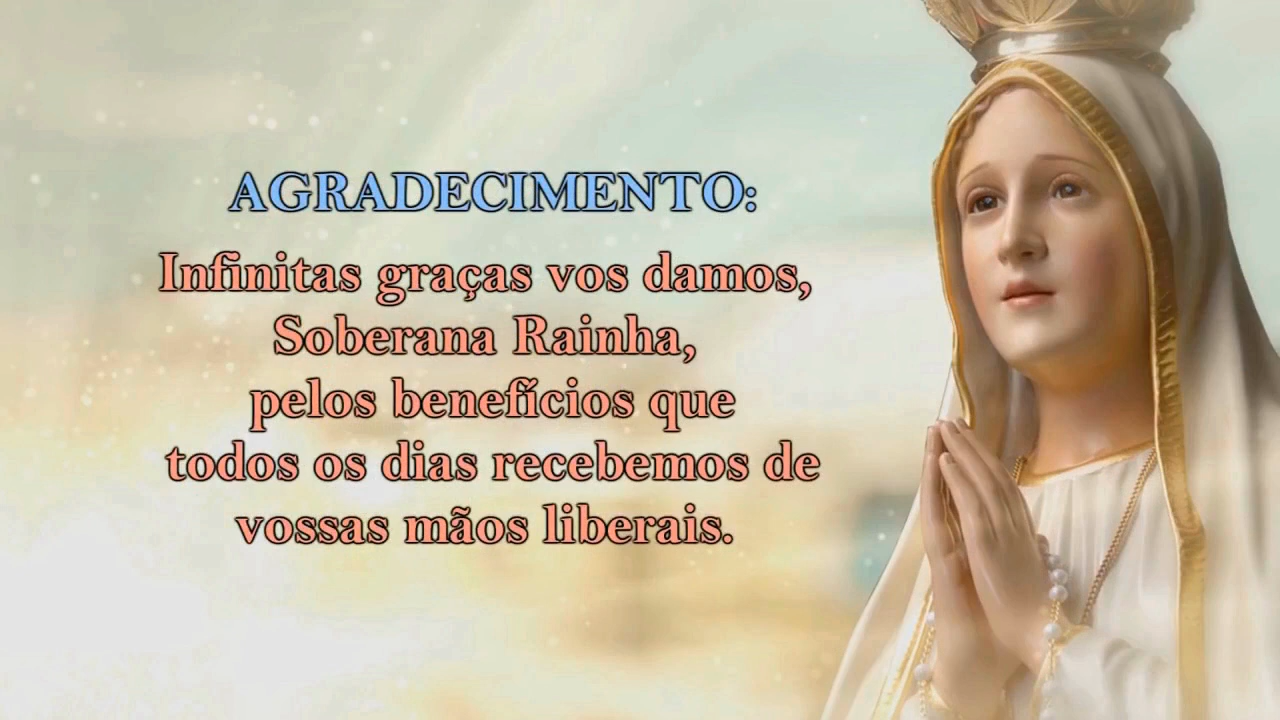 AGRADECIMENTO:
Infinitas graças vos damos,
Soberana Rainha,
pelos benefícios que
todos os dias recebemos de
vossas mãos liberais.